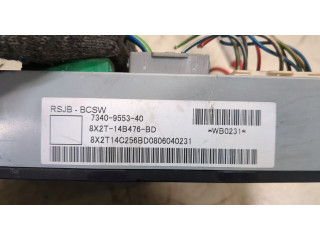 RSJB - BCSW
7340-9553-40
8X2T-14B476-BD
*WB0231*
8X2T14C256BD0806040231